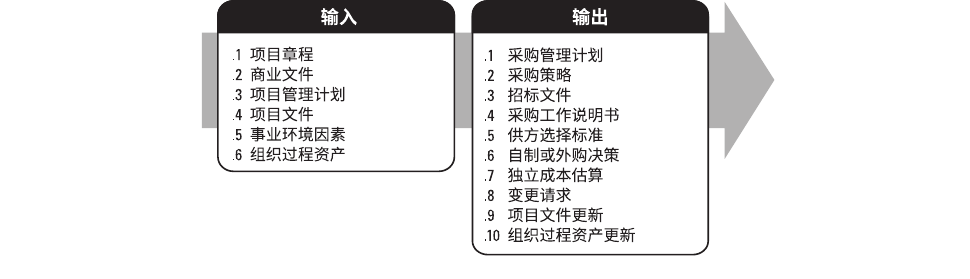 输入
.1 项目章程
.2 商业文件
.3 项目管理计划
.4 项目文件
.5 事业环境因素
.6 组织过程资产
输出
.1 采购管理计划
.2 采购策略
.3 招标文件
.4 采购工作说明书
.5 供方选择标准
.6 自制或外购决策
.7 独立成本估算
.8 变更请求
.9 项目文件更新
.10 组织过程资产更新